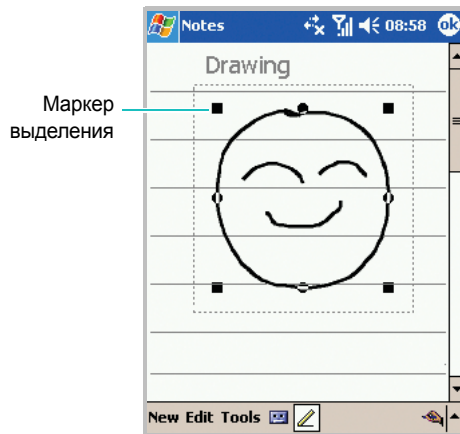 Notes 08:58 ok
Drawing
Маркер
выделения
New Edit Tools